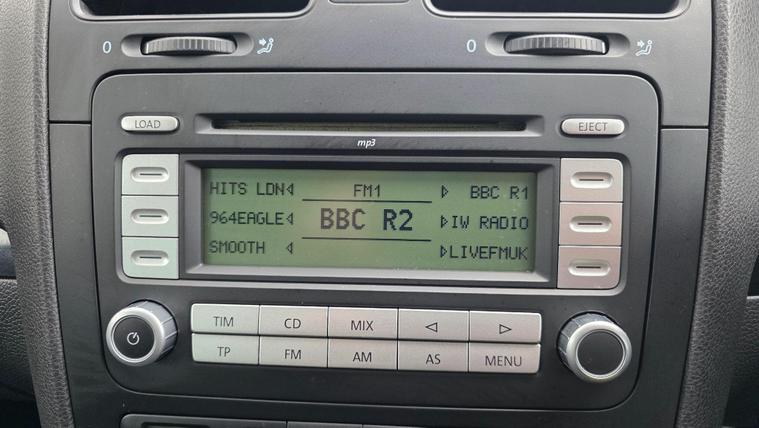 0
0
LOAD
EJECT
mp3
HITS LDN FM1 BBC R1
964EAGLE BBC R2 IW RADIO
SMOOTH LIVEFMUK
TIM CD MIX
TP FM AM AS MENU